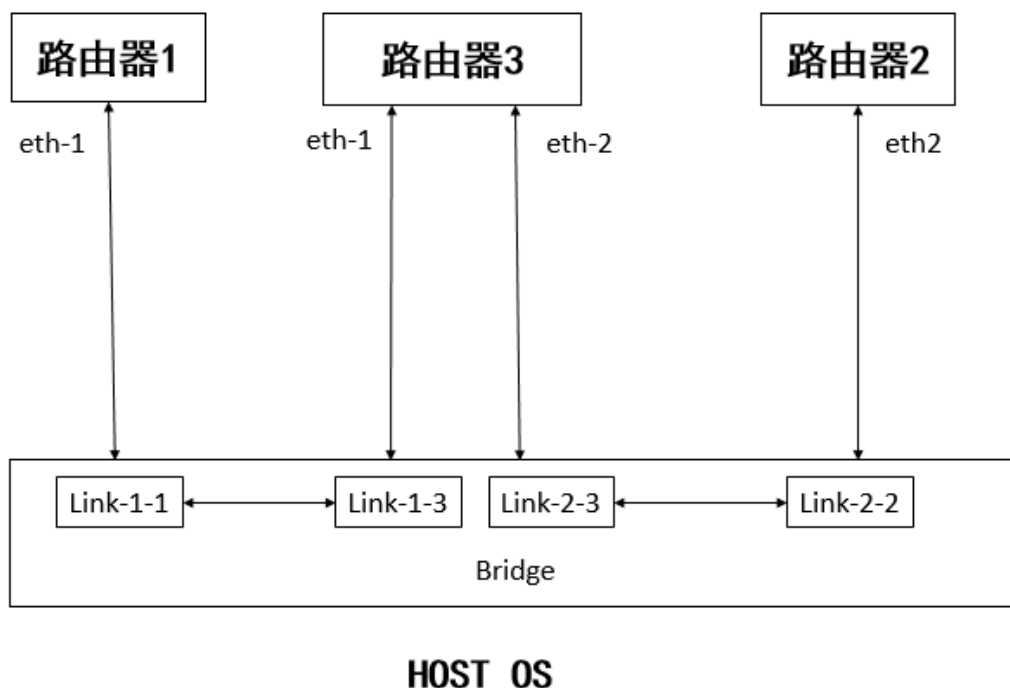 路由器1
路由器3
路由器2
eth-1
eth-1
eth-2
eth2
Link-1-1
Link-1-3
Link-2-3
Link-2-2
Bridge
HOST OS